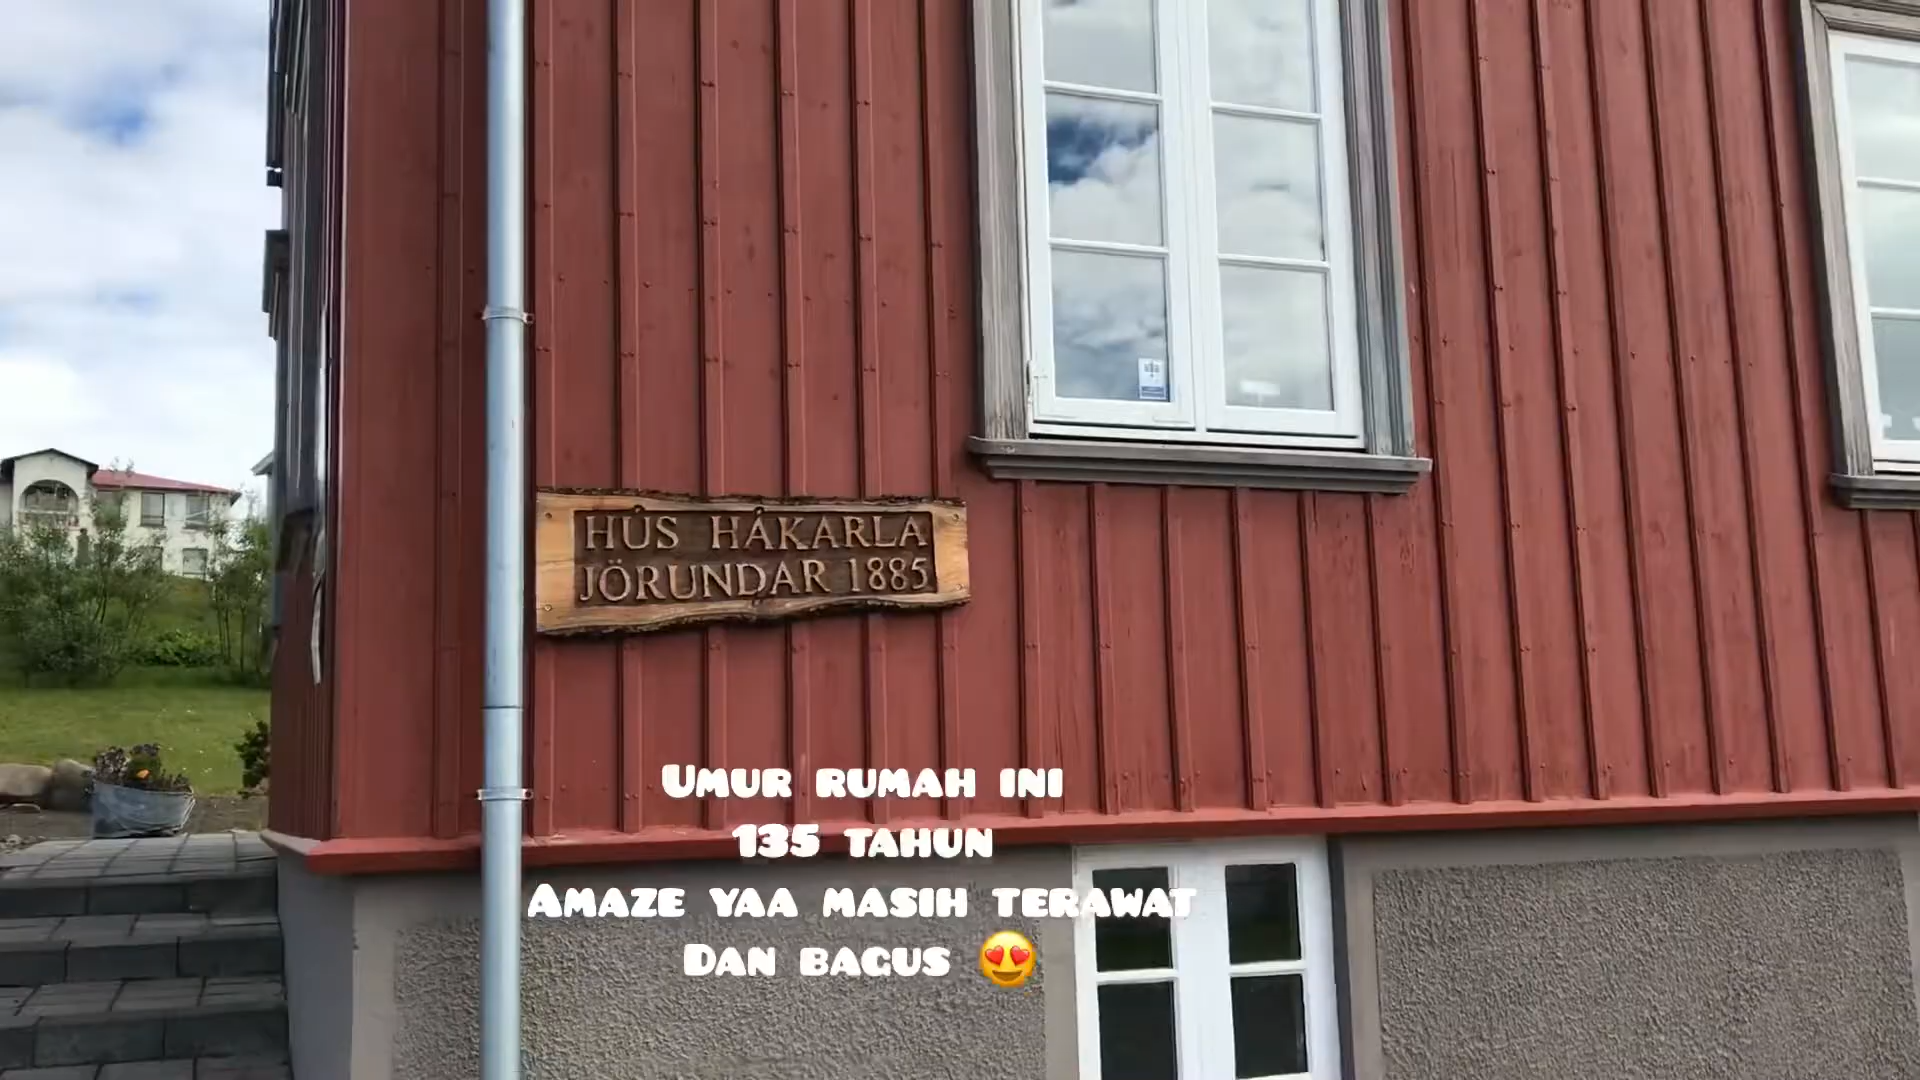 HÚS HÁKARLA
JÖRUNDAR 1885
Umur rumah ini
135 tahun
Amaze yaa masih terawat
Dan bagus 😍